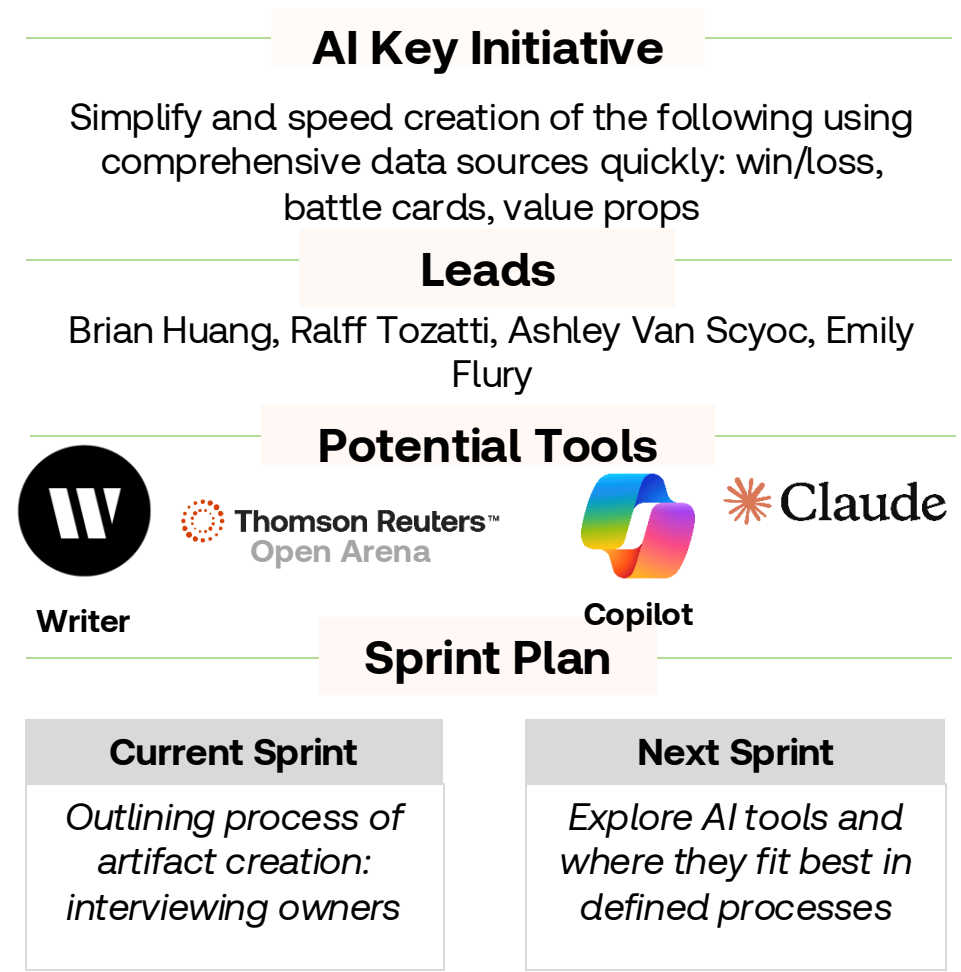 AI Key Initiative
Simplify and speed creation of the following using
comprehensive data sources quickly: win/loss,
battle cards, value props
Leads
Brian Huang, Ralff Tozatti, Ashley Van Scyoc, Emily
Flury
Potential Tools
W
Writer
Thomson Reuters™
Open Arena
Copilot
Claude
Sprint Plan
Current Sprint
Outlining process of
artifact creation:
interviewing owners
Next Sprint
Explore AI tools and
where they fit best in
defined processes